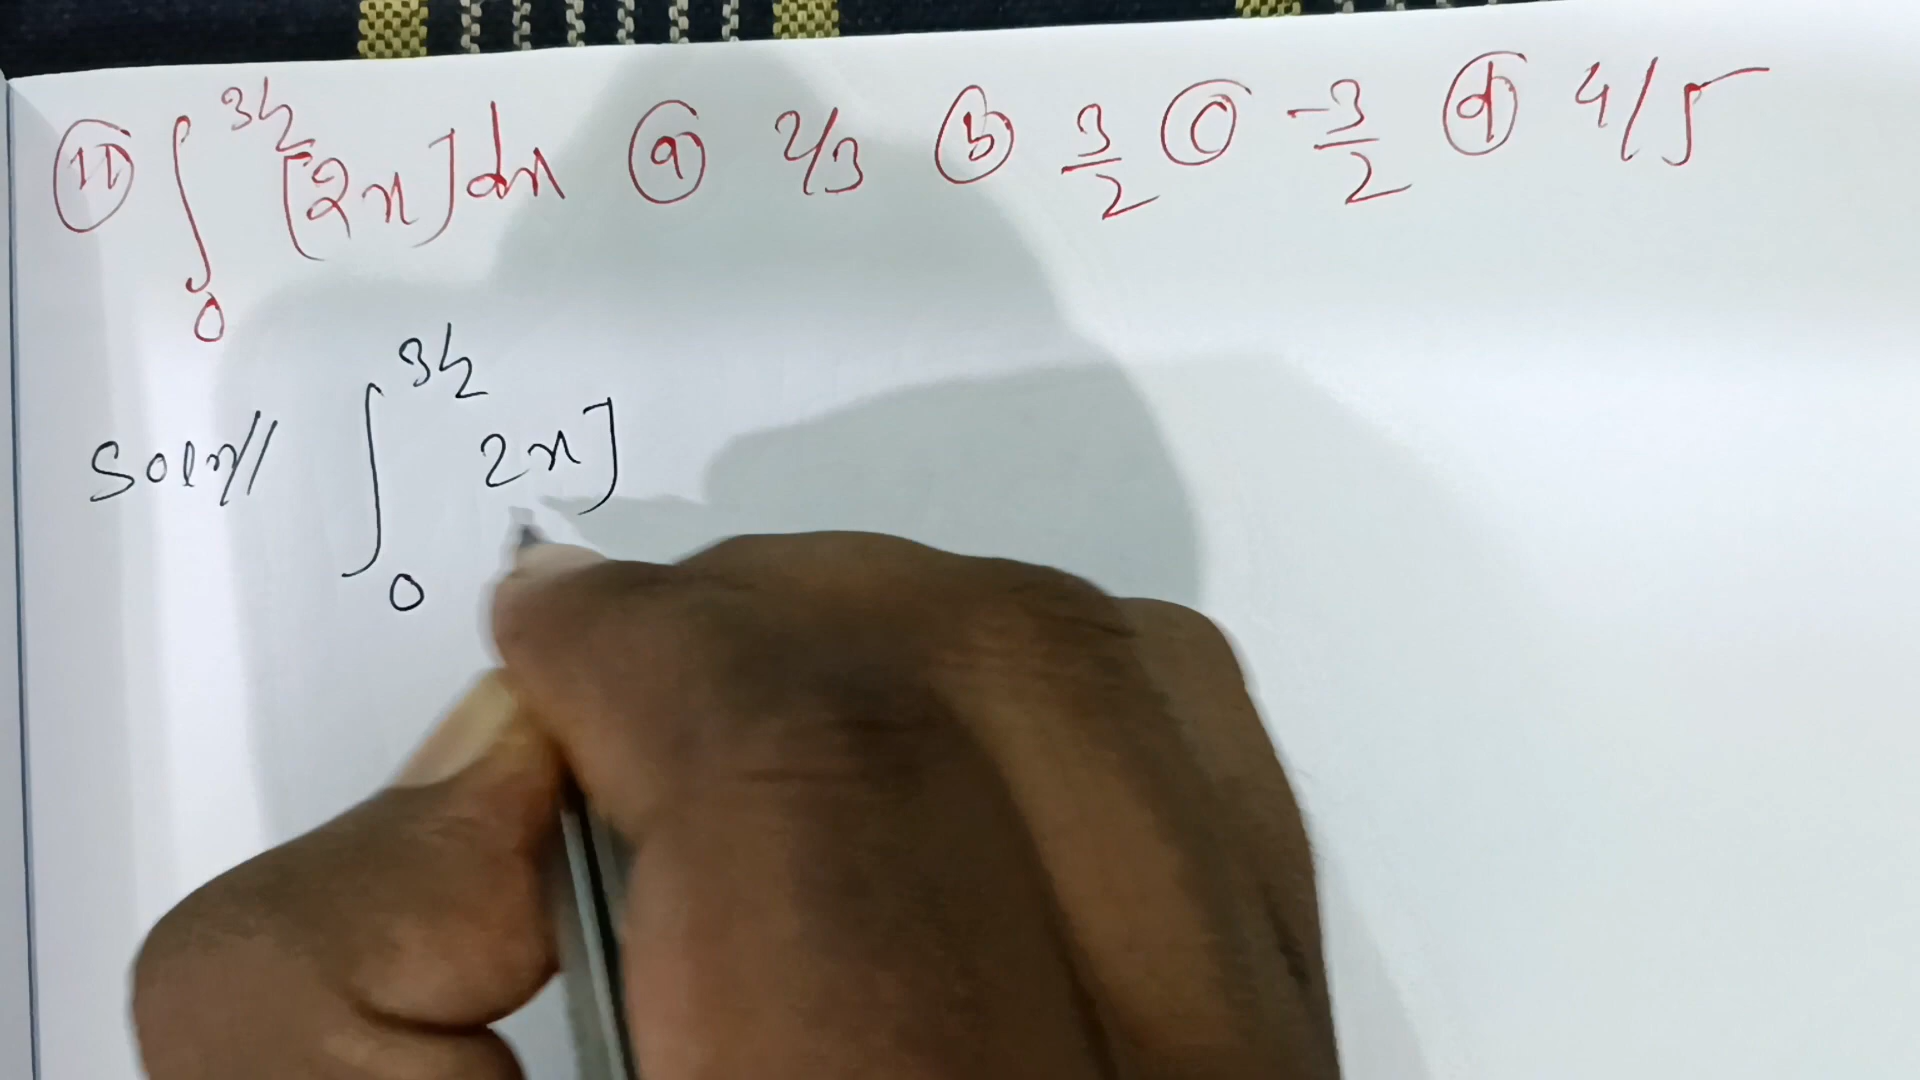 11 ∫₀^{3/2} [2x] dx (a) 2/3 (b) 3/2 (c) -3/2 (d) 4/5
Soln// ∫₀^{3/2} 2x]